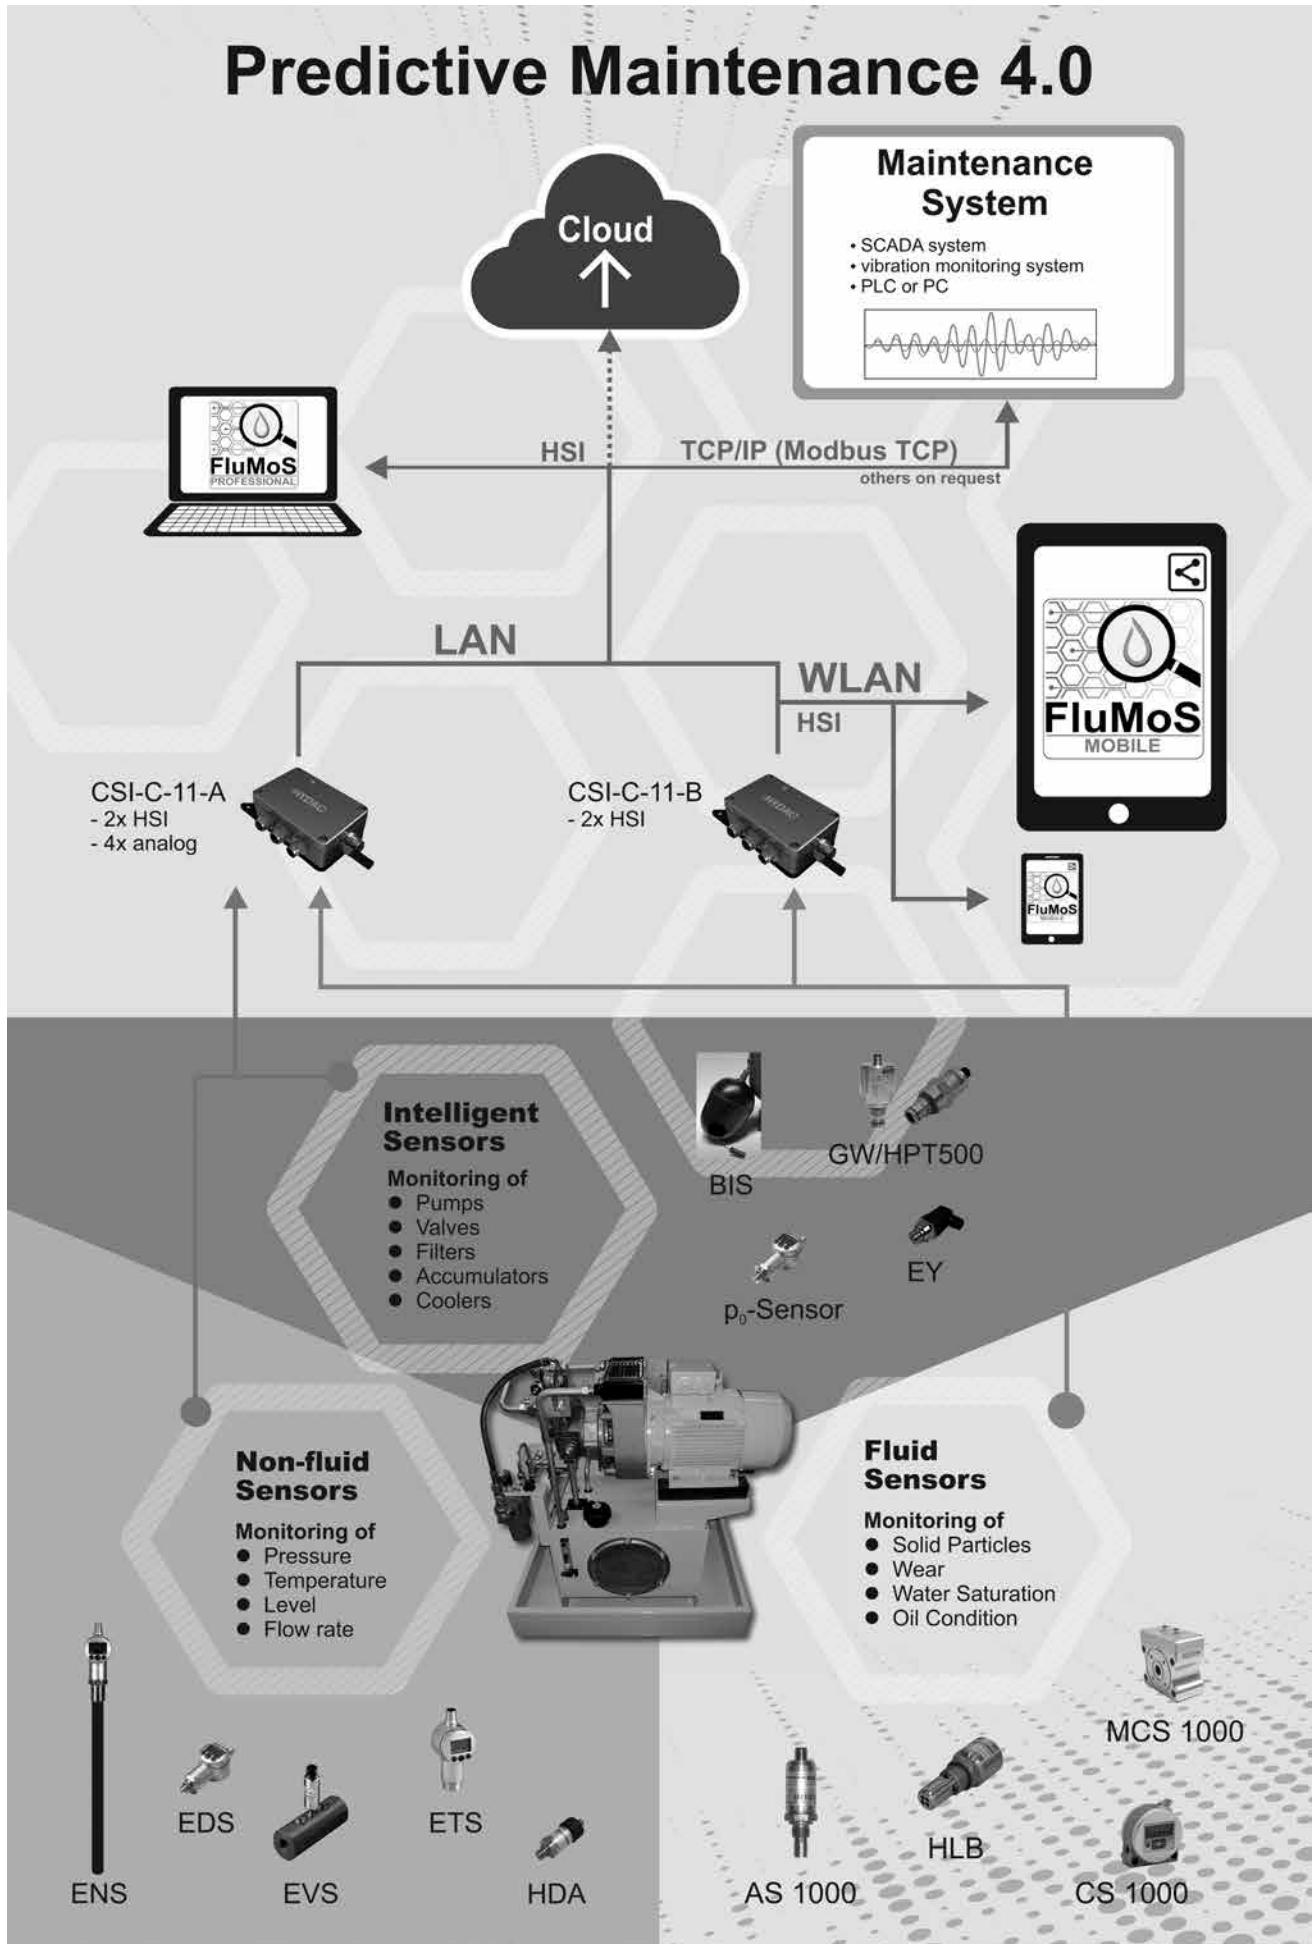 Predictive Maintenance 4.0
Cloud
Maintenance
System
• SCADA system
• vibration monitoring system
• PLC or PC
FluMoS
PROFESSIONAL
HSI
TCP/IP (Modbus TCP)
others on request
LAN
WLAN
HSI
FluMoS
MOBILE
CSI-C-11-A
- 2x HSI
- 4x analog
HYDAC
CSI-C-11-B
- 2x HSI
HYDAC
FluMoS
MOBILE
Intelligent
Sensors
Monitoring of
● Pumps
● Valves
● Filters
● Accumulators
● Coolers
BIS
GW/HPT500
p₀-Sensor
EY
Non-fluid
Sensors
Monitoring of
● Pressure
● Temperature
● Level
● Flow rate
Fluid
Sensors
Monitoring of
● Solid Particles
● Wear
● Water Saturation
● Oil Condition
ENS
EDS
EVS
ETS
HDA
AS 1000
HLB
MCS 1000
CS 1000